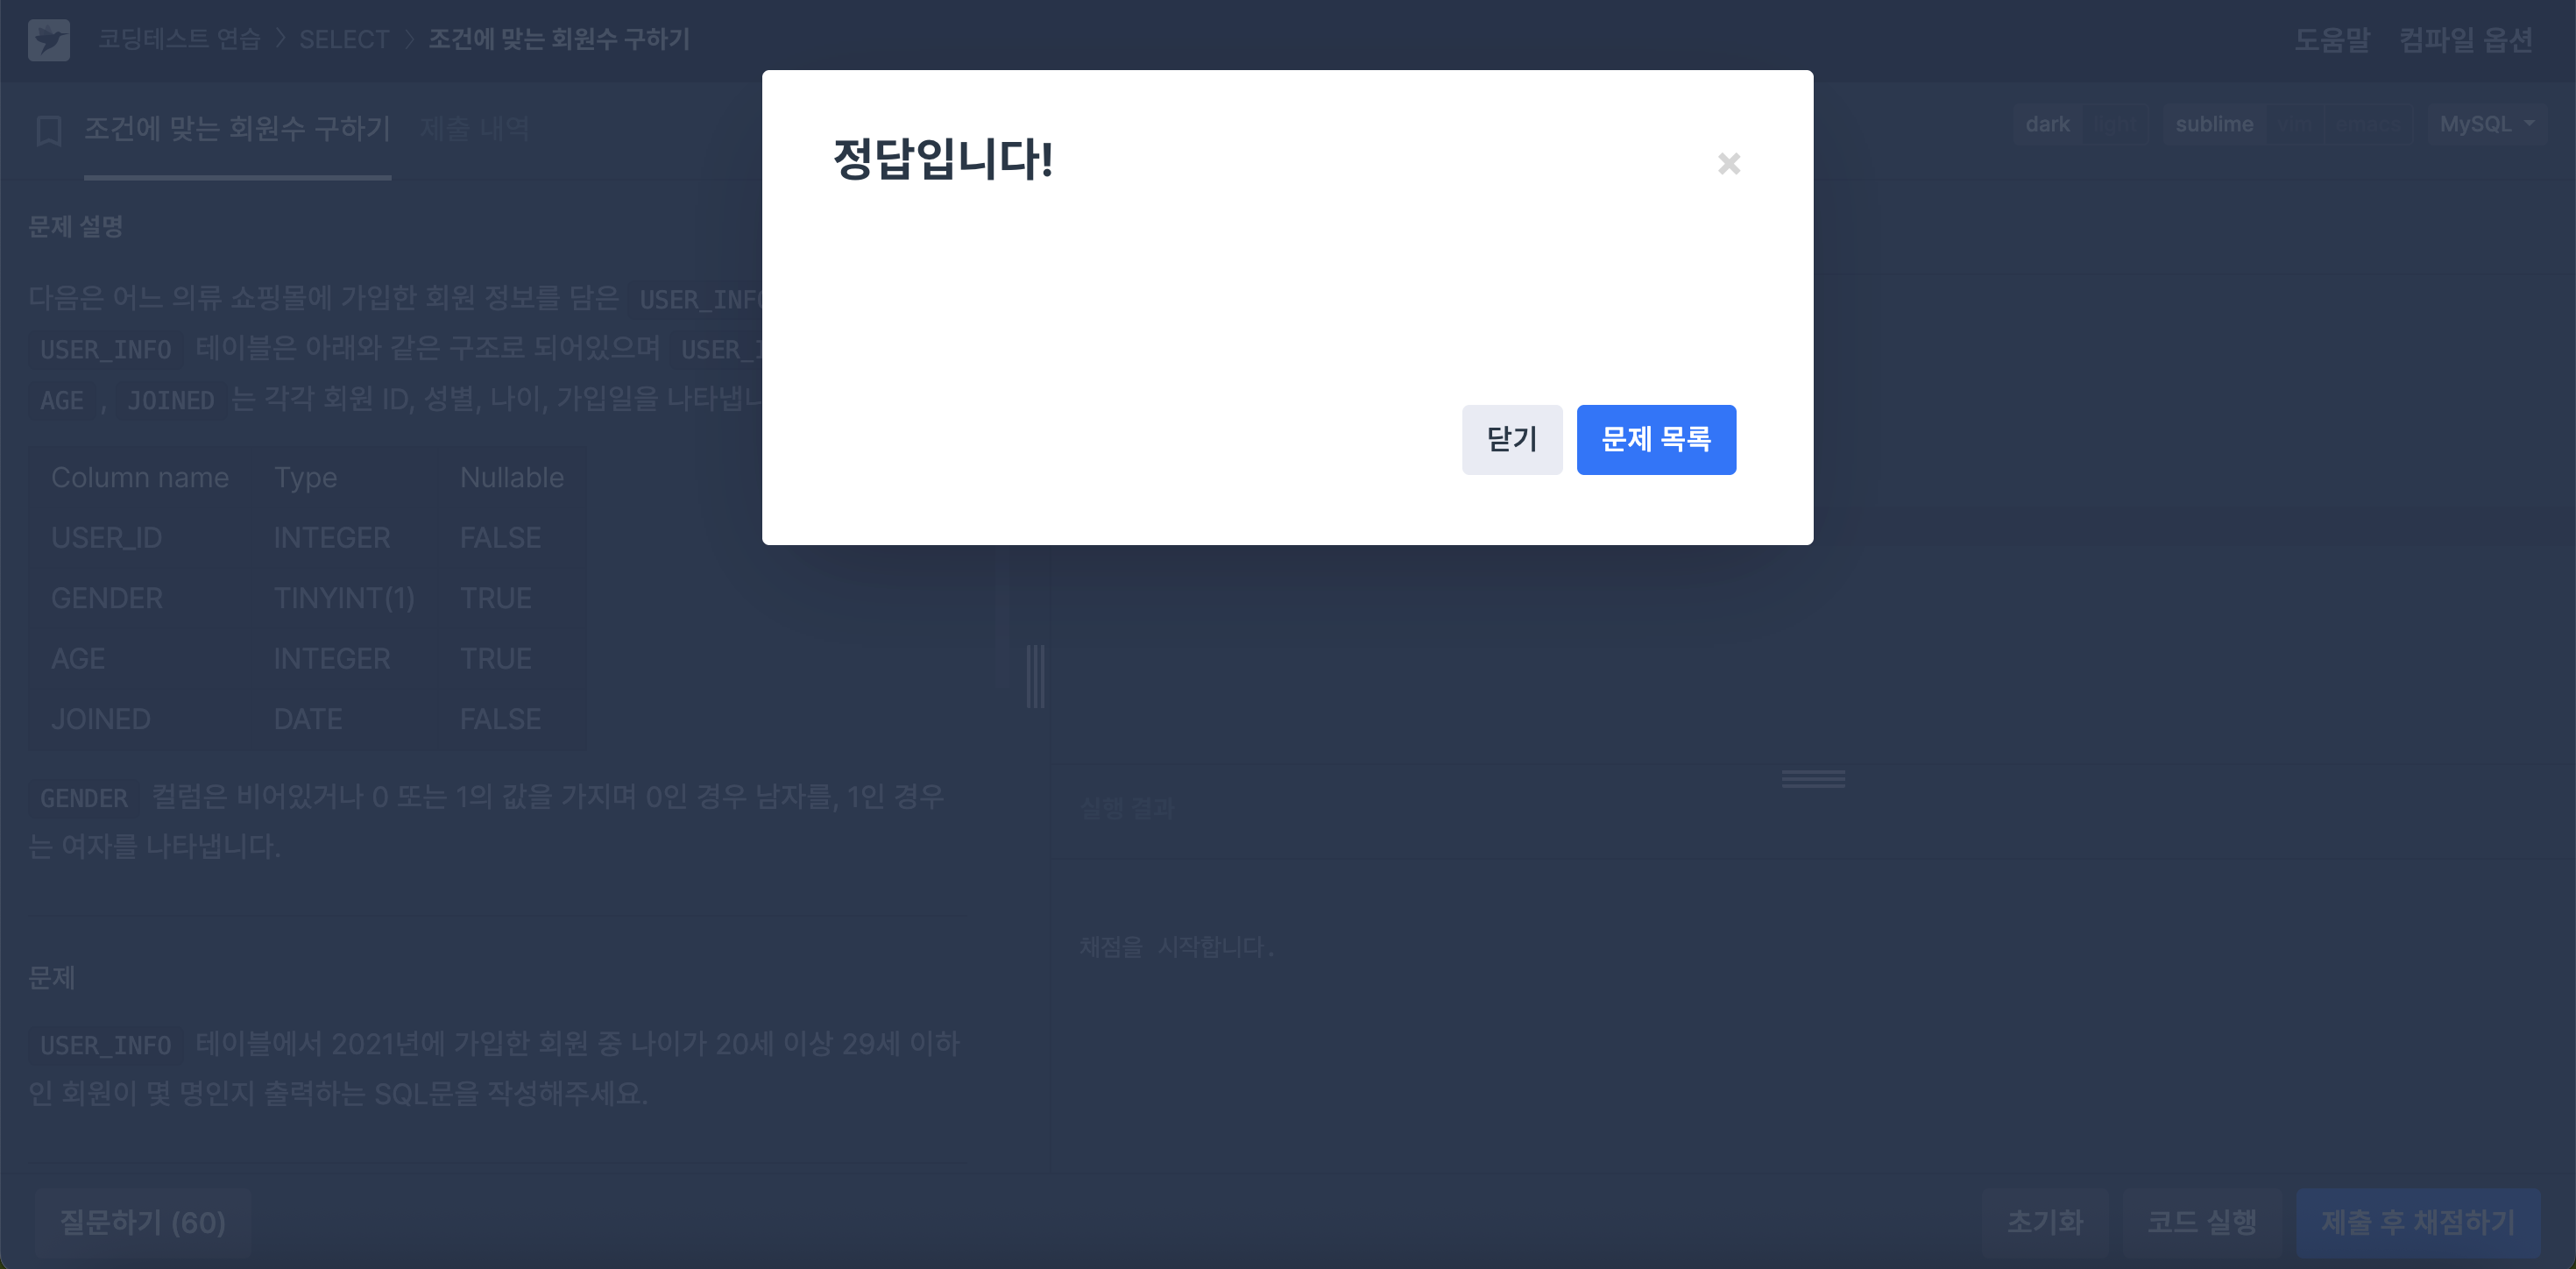 코딩테스트 연습 > SELECT > 조건에 맞는 회원수 구하기
도움말 컴파일 옵션
조건에 맞는 회원수 구하기 제출 내역
dark light sublime vim emacs MySQL
정답입니다!
×
닫기 문제 목록
문제 설명
다음은 어느 의류 쇼핑몰에 가입한 회원 정보를 담은 USER_INFO
USER_INFO 테이블은 아래와 같은 구조로 되어있으며 USER_I
AGE, JOINED는 각각 회원 ID, 성별, 나이, 가입일을 나타냅니
Column name Type Nullable
USER_ID INTEGER FALSE
GENDER TINYINT(1) TRUE
AGE INTEGER TRUE
JOINED DATE FALSE
GENDER 컬럼은 비어있거나 0 또는 1의 값을 가지며 0인 경우 남자를, 1인 경우
는 여자를 나타냅니다.
문제
USER_INFO 테이블에서 2021년에 가입한 회원 중 나이가 20세 이상 29세 이하
인 회원이 몇 명인지 출력하는 SQL문을 작성해주세요.
실행 결과
채점을 시작합니다.
질문하기 (60)
초기화 코드 실행 제출 후 채점하기